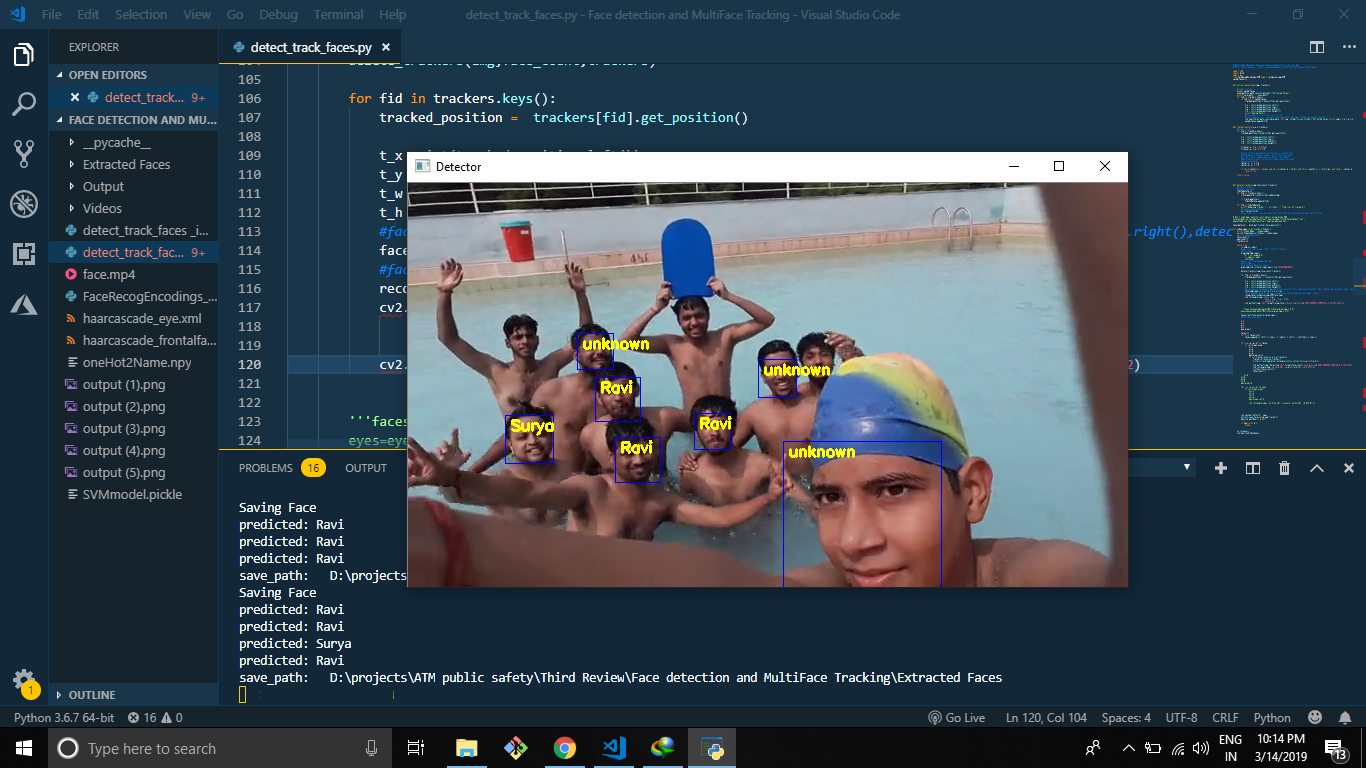 File Edit Selection View Go Debug Terminal Help detect_track_faces.py - Face detection and MultiFace Tracking - Visual Studio Code
EXPLORER
OPEN EDITORS
detect_track... 9+
FACE DETECTION AND MU...
__pycache__
Extracted Faces
Output
Videos
detect_track_faces _i...
detect_track_fac... 9+
face.mp4
FaceRecogEncodings_...
haarcascade_eye.xml
haarcascade_frontalfa...
oneHot2Name.npy
output (1).png
output (2).png
output (3).png
output (4).png
output (5).png
SVMmodel.pickle
OUTLINE
detect_track_faces.py
105
106 for fid in trackers.keys():
107 tracked_position = trackers[fid].get_position()
108
109 t_x
110 t_y
111 t_w
112 t_h
113 #fac .right(),detec
114 face
115 #fac
116 reco
117 cv2.
118
119
120 cv2. 2)
121
122
123 '''faces
124 eyes=eye
Detector
unknown
unknown
Ravi
Surya
Ravi
Ravi
unknown
PROBLEMS 16 OUTPUT
Saving Face
predicted: Ravi
predicted: Ravi
predicted: Ravi
save_path: D:\projects
Saving Face
predicted: Ravi
predicted: Ravi
predicted: Surya
predicted: Ravi
save_path: D:\projects\ATM public safety\Third Review\Face detection and MultiFace Tracking\Extracted Faces
1
Python 3.6.7 64-bit 16 0 Go Live Ln 120, Col 104 Spaces: 4 UTF-8 CRLF Python
Type here to search
ENG
IN
10:14 PM
3/14/2019
13